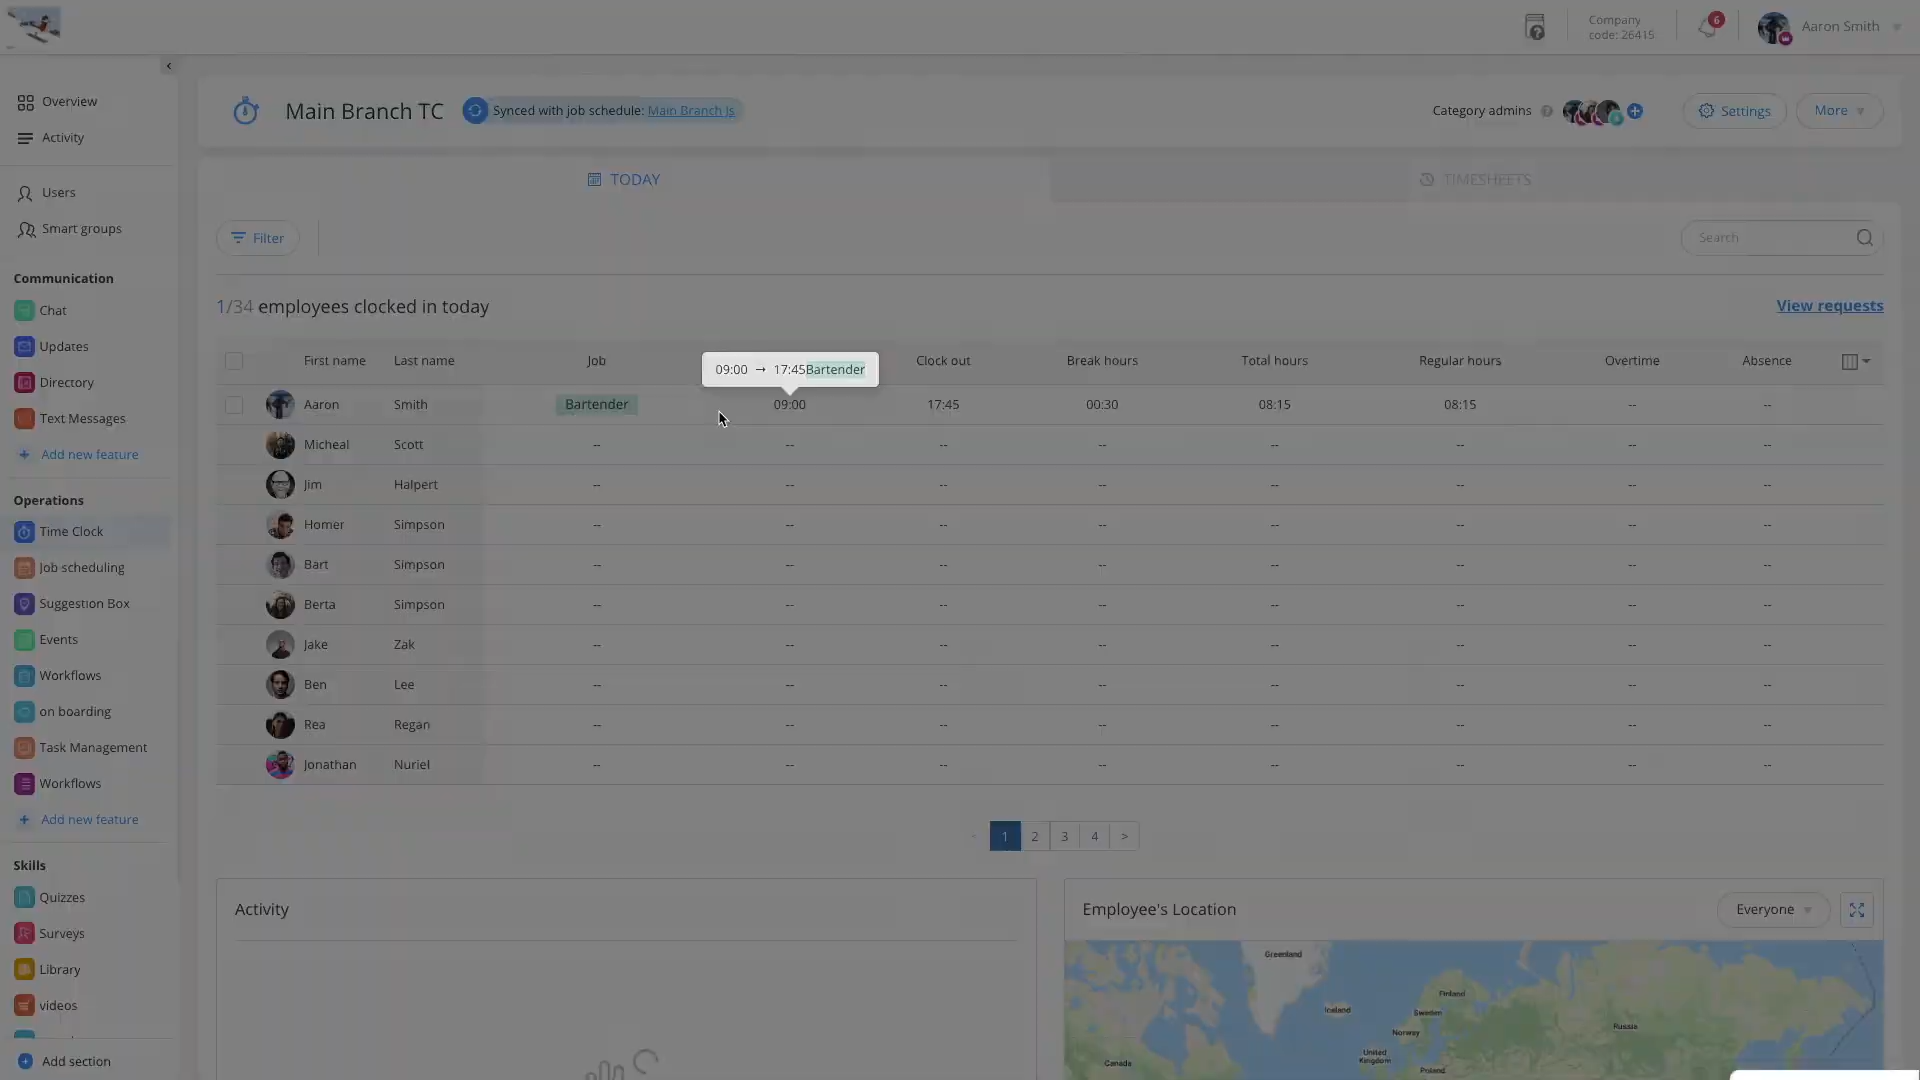 Company
code: 26415
6
Aaron Smith
Overview
Activity
Users
Smart groups
Communication
Chat
Updates
Directory
Text Messages
+ Add new feature
Operations
Time Clock
Job scheduling
Suggestion Box
Events
Workflows
on boarding
Task Management
Workflows
+ Add new feature
Skills
Quizzes
Surveys
Library
videos
Add section
Main Branch TC
Synced with job schedule: Main Branch Js
Category admins
Settings
More
TODAY
TIMESHEETS
Filter
Search
1/34 employees clocked in today
View requests
First name Last name Job Clock out Break hours Total hours Regular hours Overtime Absence
09:00 → 17:45Bartender
Aaron Smith Bartender 09:00 17:45 00:30 08:15 08:15 -- --
Micheal Scott -- -- -- -- -- -- -- --
Jim Halpert -- -- -- -- -- -- -- --
Homer Simpson -- -- -- -- -- -- -- --
Bart Simpson -- -- -- -- -- -- -- --
Berta Simpson -- -- -- -- -- -- -- --
Jake Zak -- -- -- -- -- -- -- --
Ben Lee -- -- -- -- -- -- -- --
Rea Regan -- -- -- -- -- -- -- --
Jonathan Nuriel -- -- -- -- -- -- -- --
1 2 3 4 >
Activity
Employee's Location
Everyone
Greenland
Iceland
Finland
Sweden
Norway
Russia
United
Kingdom
Canada
Poland